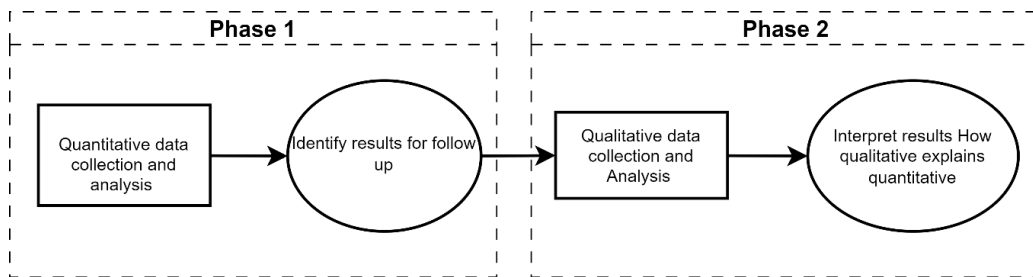 Phase 1
Quantitative data
collection and
analysis
Identify results for follow
up
Phase 2
Qualitative data
collection and
Analysis
Interpret results How
qualitative explains
quantitative